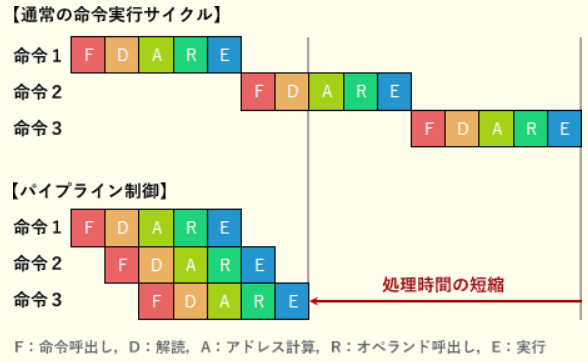 【通常の命令実行サイクル】
命令1 F D A R E
命令2 F D A R E
命令3 F D A R E
【パイプライン制御】
命令1 F D A R E
命令2 F D A R E
処理時間の短縮
命令3 F D A R E
F：命令呼出し，D：解読，A：アドレス計算，R：オペランド呼出し，E：実行